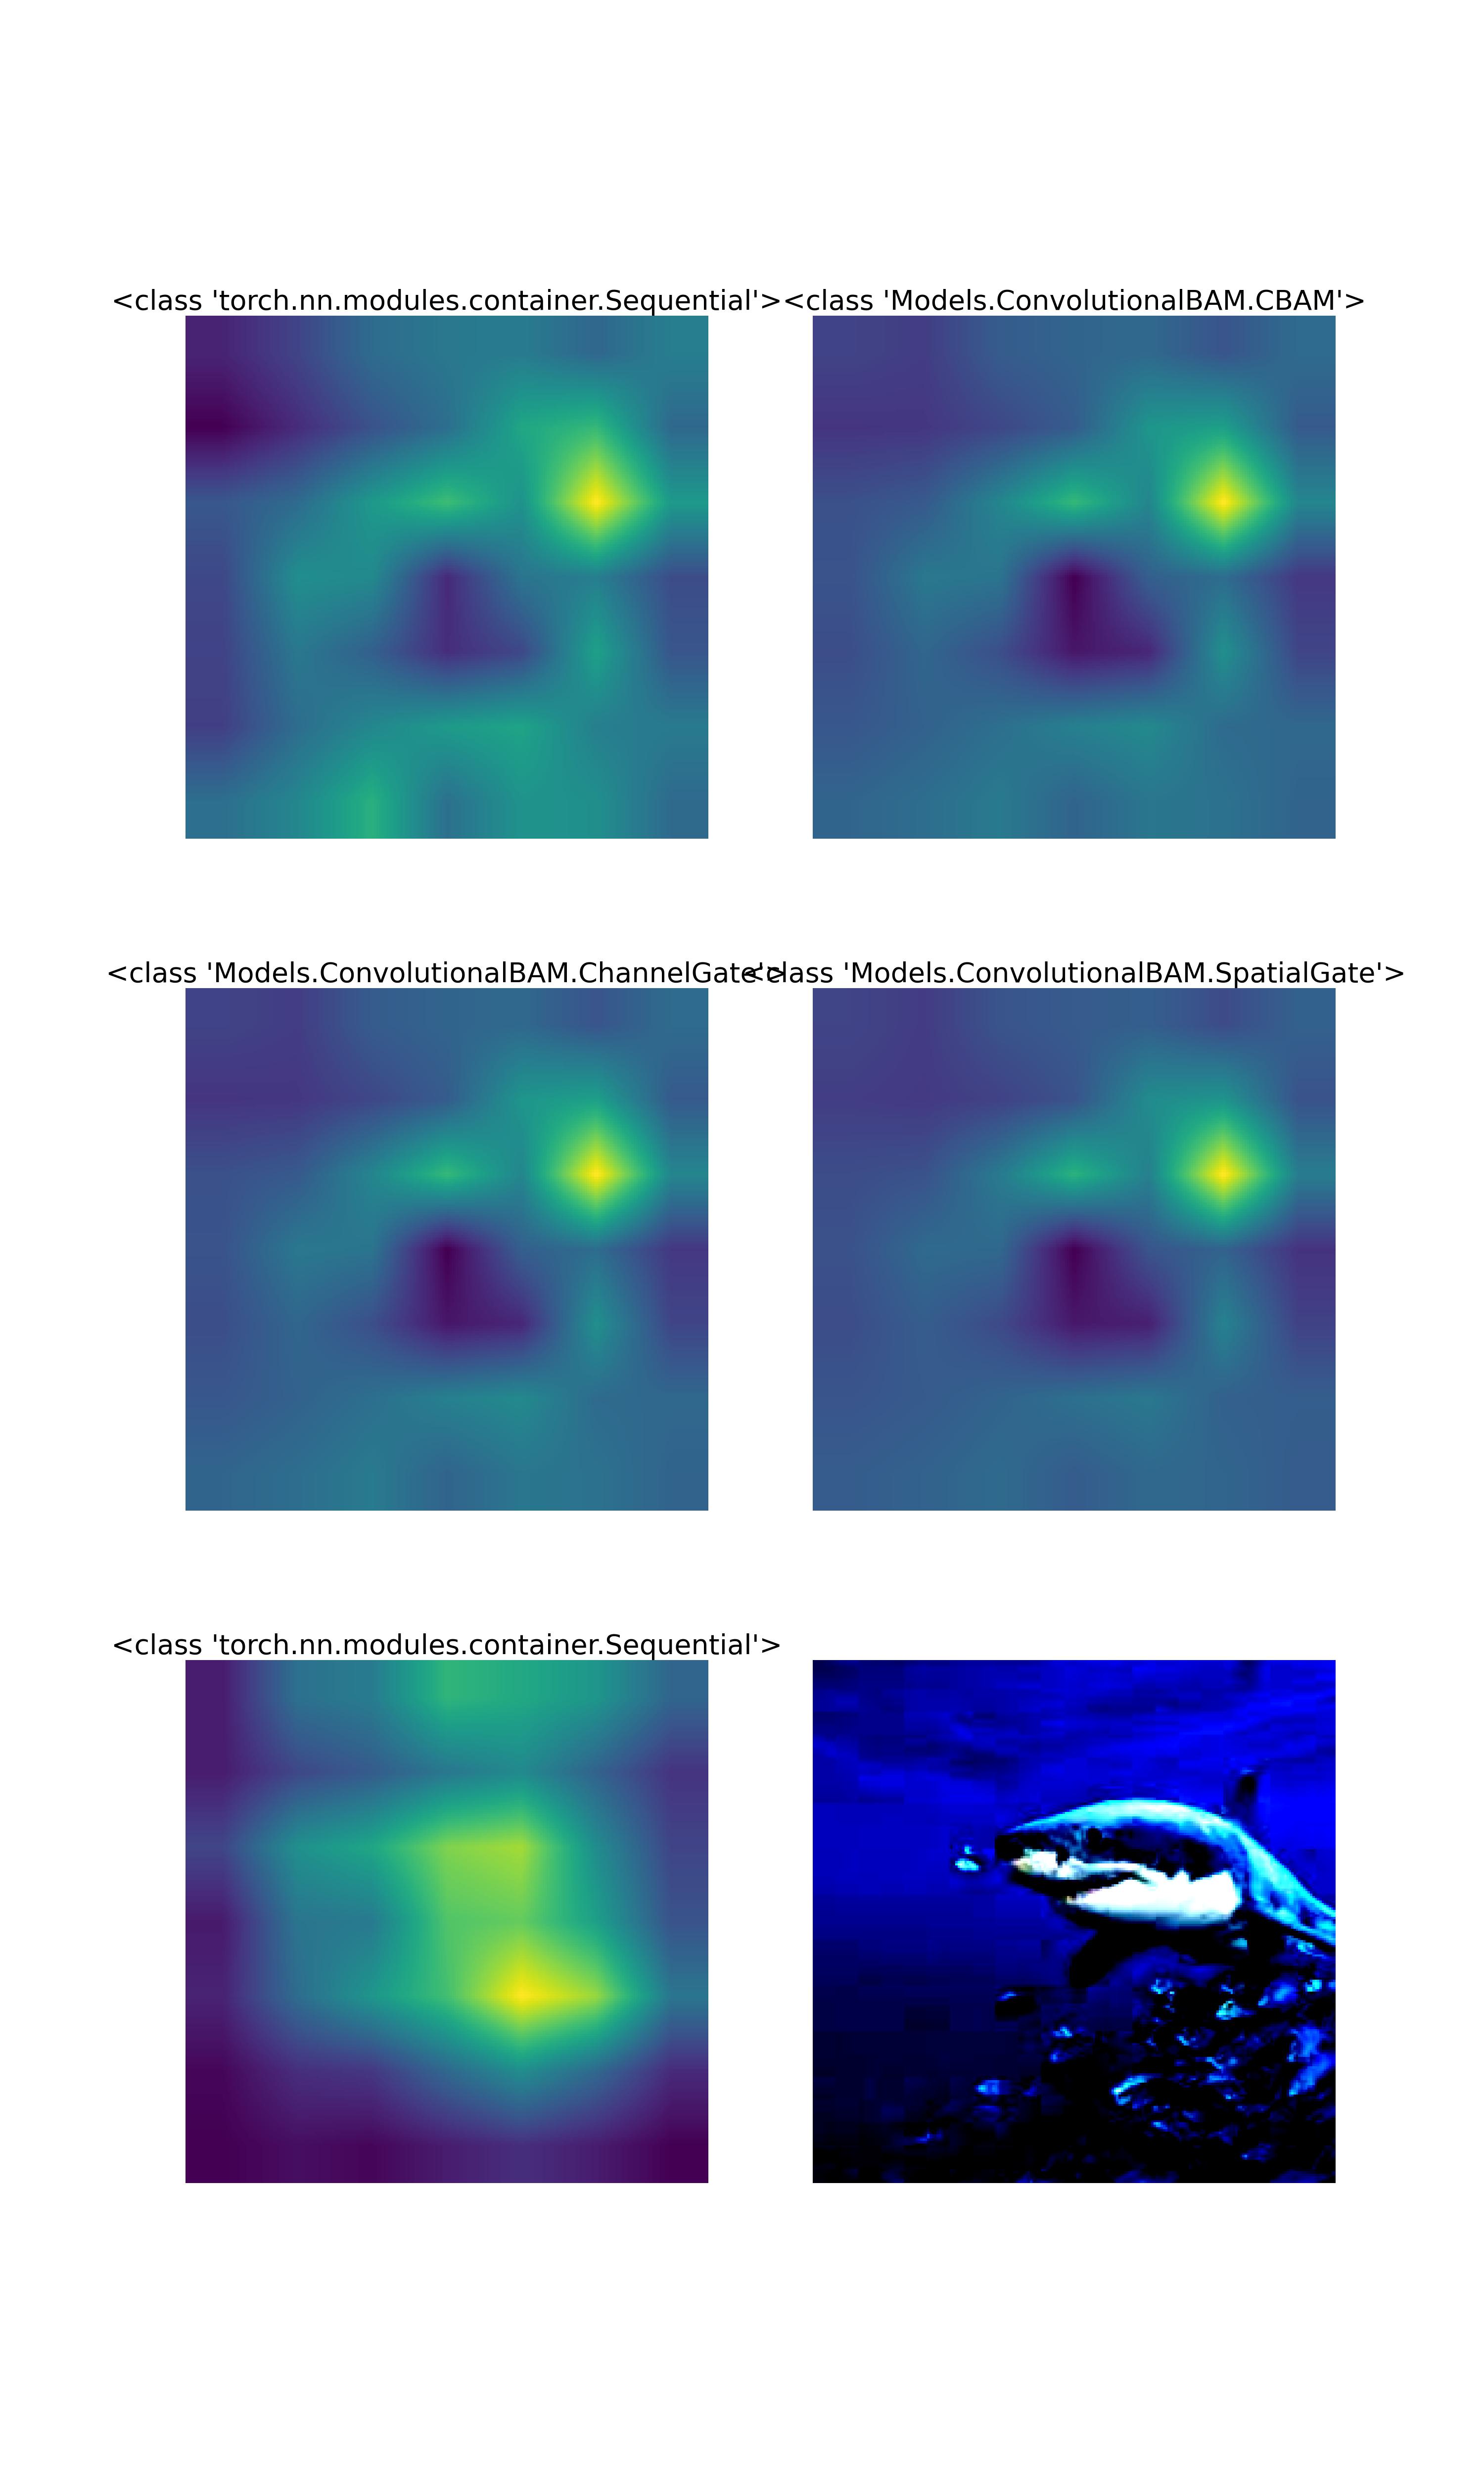 <class 'torch.nn.modules.container.Sequential'>
<class 'Models.ConvolutionalBAM.CBAM'>
<class 'Models.ConvolutionalBAM.ChannelGate'>
<class 'Models.ConvolutionalBAM.SpatialGate'>
<class 'torch.nn.modules.container.Sequential'>